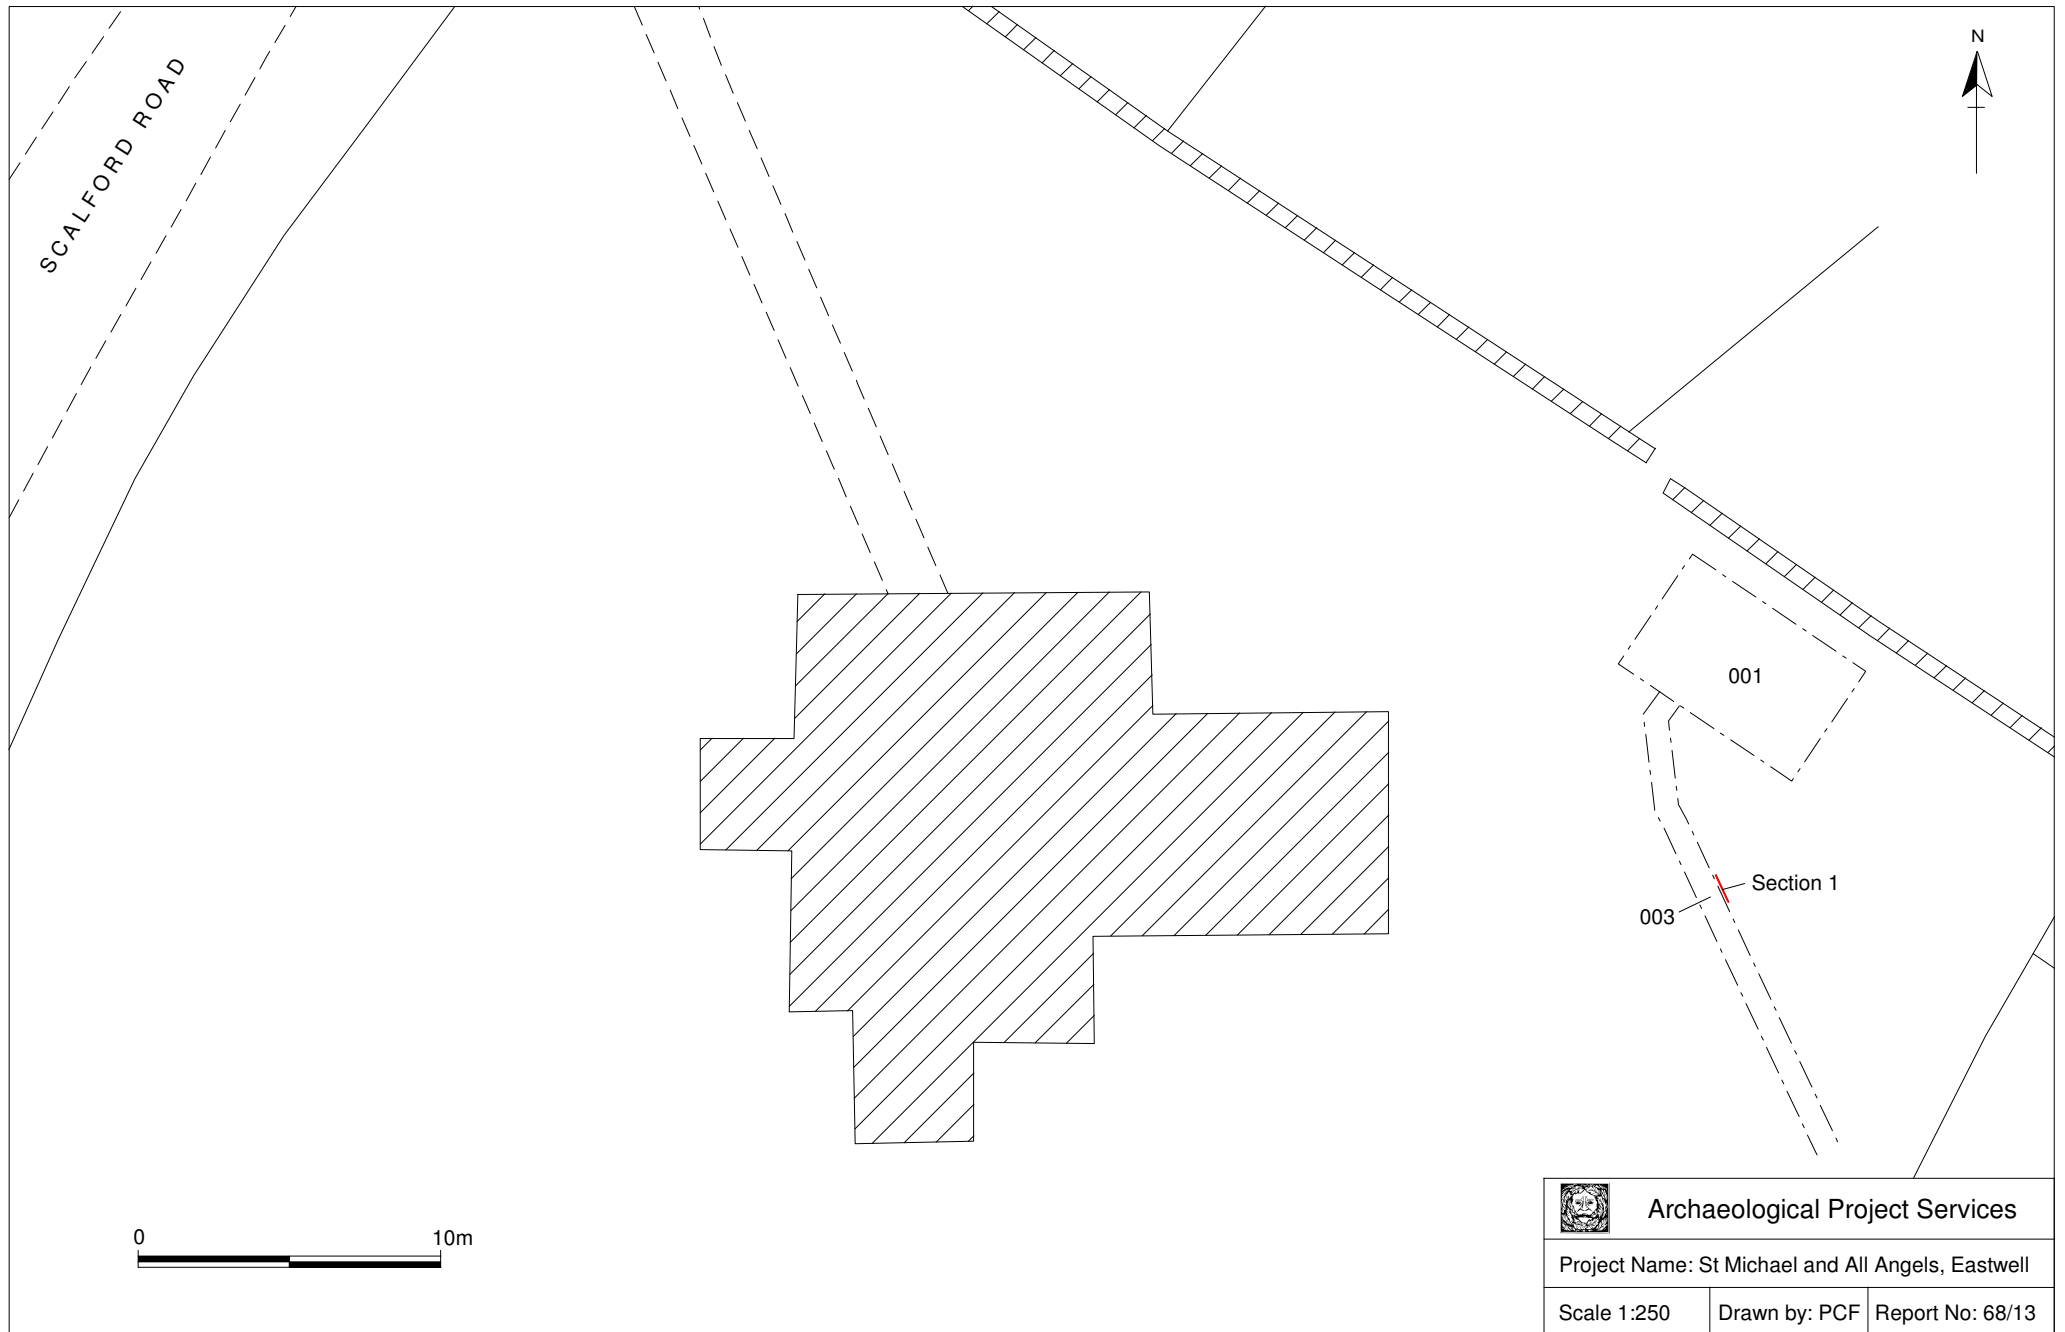 SCALFORD ROAD
N
001
Section 1
003
0 10m
Archaeological Project Services
Project Name: St Michael and All Angels, Eastwell
Scale 1:250 Drawn by: PCF Report No: 68/13